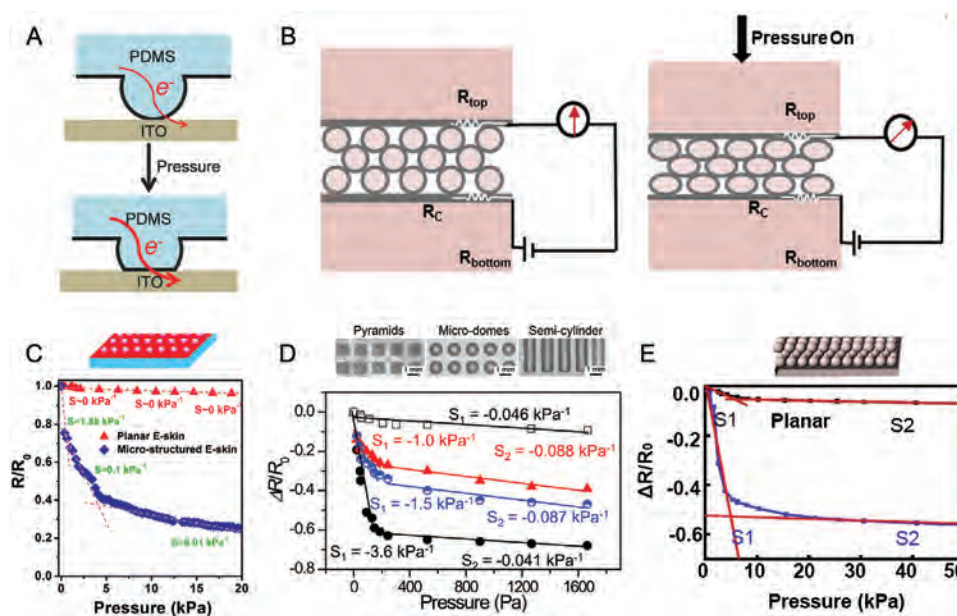 A
PDMS
e-
ITO
Pressure
PDMS
e-
ITO
B
Pressure On
Rtop
RC
Rbottom
Rtop
RC
Rbottom
C
R/R0
1.0
0.8
0.6
0.4
0.2
0.0
S~0 kPa-1
S~0 kPa-1
S~0 kPa-1
S=1.88 kPa-1
Planar E-skin
Micro-structured E-skin
S=0.1 kPa-1
S=0.01 kPa-1
0
5
10
15
20
Pressure (kPa)
D
Pyramids
Micro-domes
Semi-cylinder
1 mm
1 mm
1 mm
ΔR/R0
0.0
-0.2
-0.4
-0.6
-0.8
S1 = -0.046 kPa-1
S1 = -1.0 kPa-1
S2 = -0.088 kPa-1
S1 = -1.5 kPa-1
S2 = -0.087 kPa-1
S1 = -3.6 kPa-1
S2 = -0.041 kPa-1
0
400
800
1200
1600
Pressure (Pa)
E
ΔR/R0
0.0
-0.2
-0.4
-0.6
S1
Planar
S2
S1
S2
0
10
20
30
40
50
Pressure (kPa)